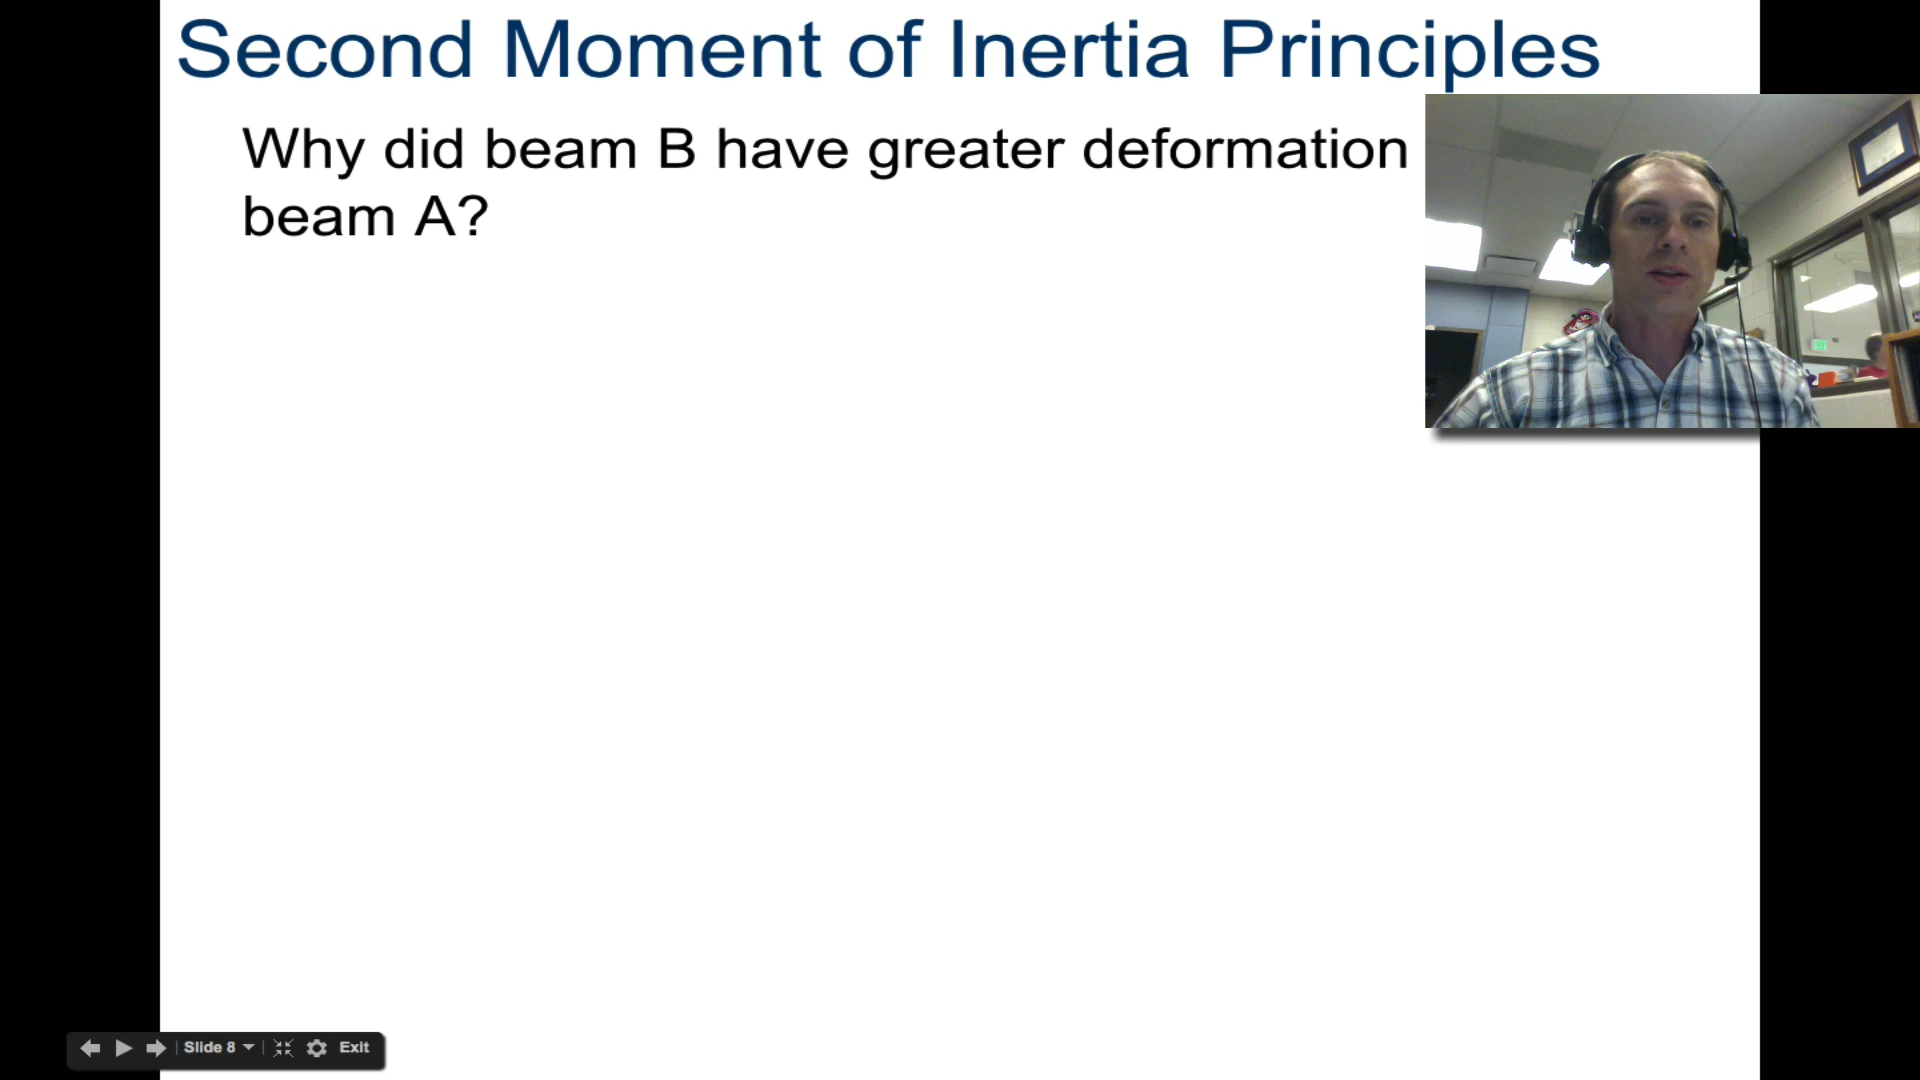 Second Moment of Inertia Principles
Why did beam B have greater deformation
beam A?
Slide 8
Exit